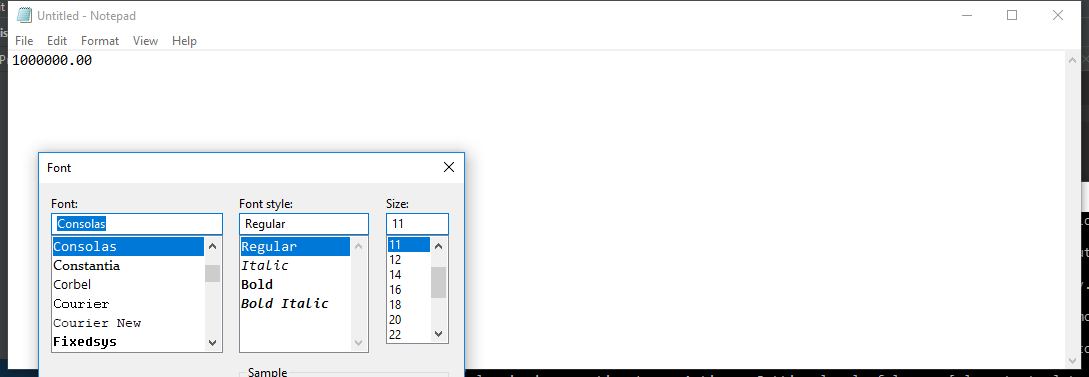 Untitled - Notepad
File Edit Format View Help
1000000.00
Font
Font: Font style: Size:
Consolas Regular 11
Consolas Regular 11
Constantia Italic 12
Corbel Bold 14
Courier Bold Italic 16
Courier New 18
Fixedsys 20
22
Sample